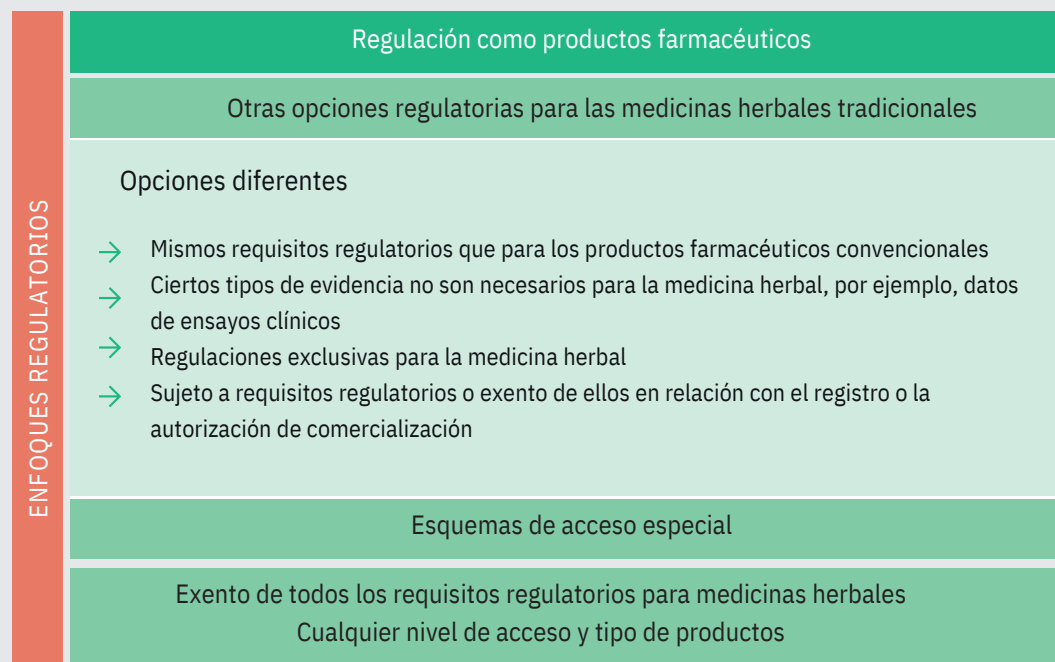 ENFOQUES REGULATORIOS
Regulación como productos farmacéuticos
Otras opciones regulatorias para las medicinas herbales tradicionales
Opciones diferentes
→ Mismos requisitos regulatorios que para los productos farmacéuticos convencionales
→ Ciertos tipos de evidencia no son necesarios para la medicina herbal, por ejemplo, datos
de ensayos clínicos
→ Regulaciones exclusivas para la medicina herbal
→ Sujeto a requisitos regulatorios o exento de ellos en relación con el registro o la
autorización de comercialización
Esquemas de acceso especial
Exento de todos los requisitos regulatorios para medicinas herbales
Cualquier nivel de acceso y tipo de productos